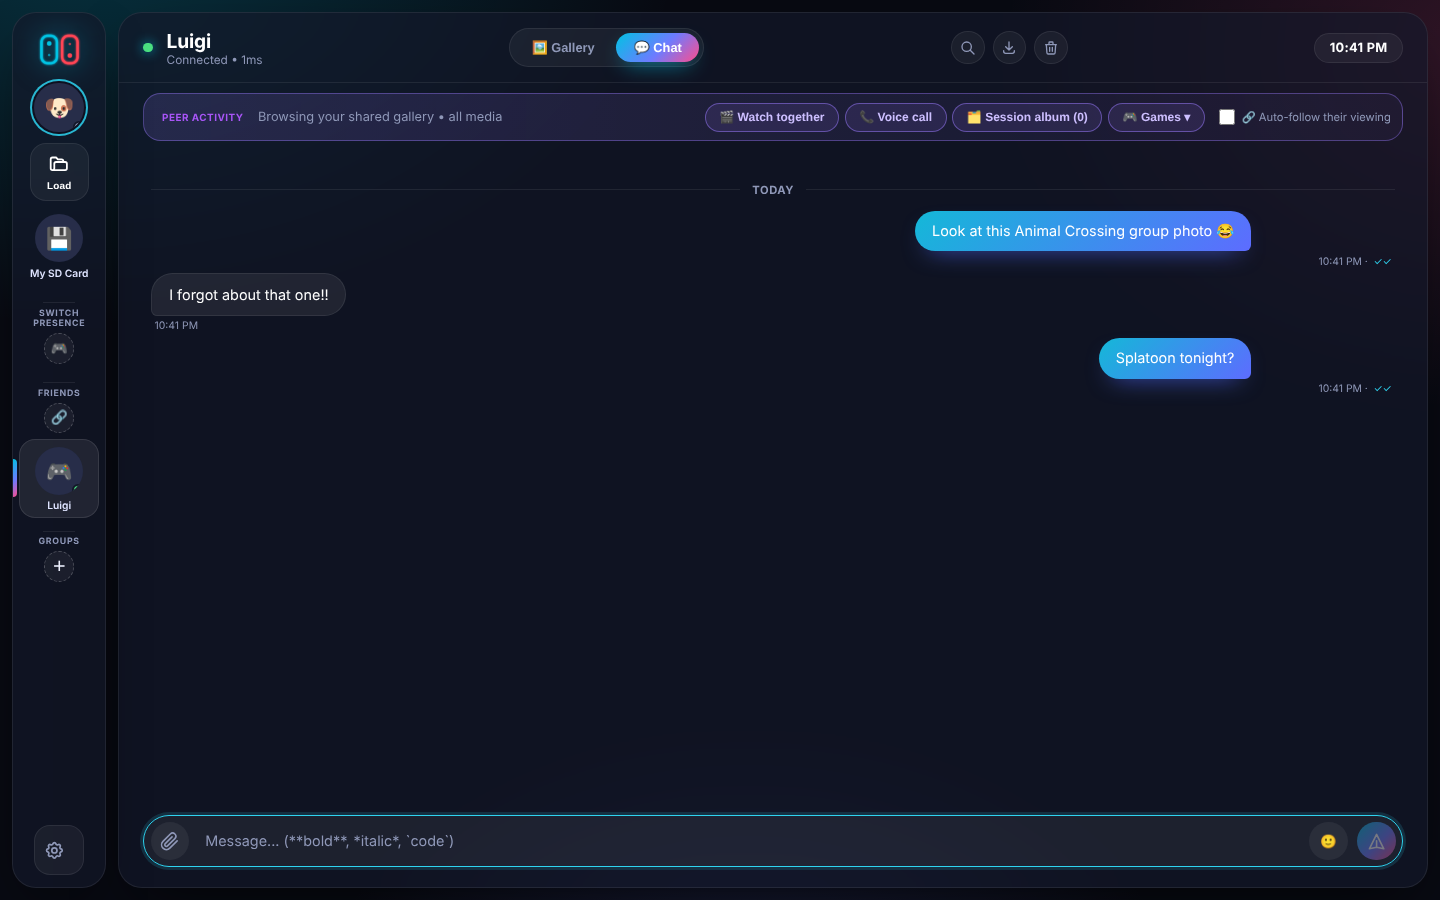 Luigi
Connected • 1ms
🖼️ Gallery
💬 Chat
10:41 PM
PEER ACTIVITY
Browsing your shared gallery • all media
🎬 Watch together
📞 Voice call
🗂️ Session album (0)
🎮 Games ▾
🔗 Auto-follow their viewing
Load
My SD Card
SWITCH
PRESENCE
FRIENDS
Luigi
GROUPS
TODAY
Look at this Animal Crossing group photo 😂
10:41 PM · ✓✓
I forgot about that one!!
10:41 PM
Splatoon tonight?
10:41 PM · ✓✓
Message... (**bold**, *italic*, `code`)